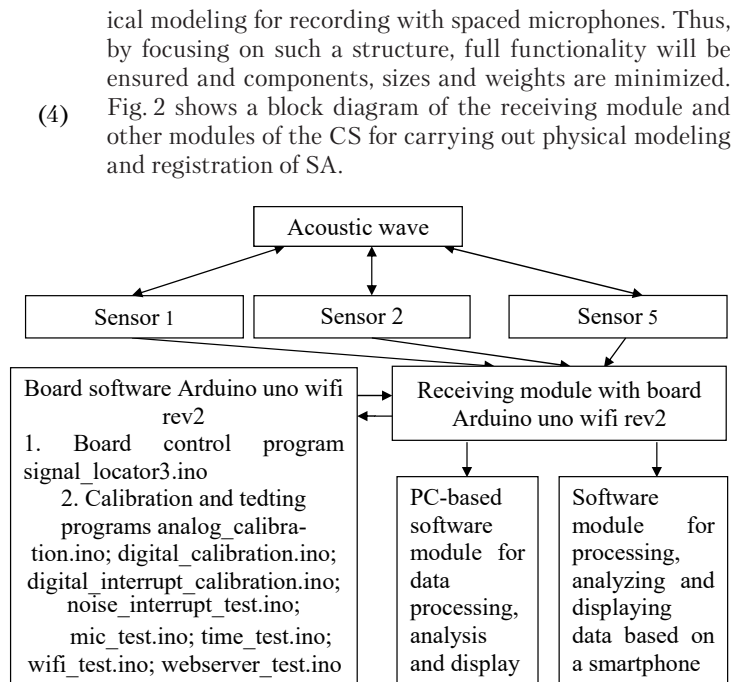 ical modeling for recording with spaced microphones. Thus,
by focusing on such a structure, full functionality will be
ensured and components, sizes and weights are minimized.
(4)
Fig. 2 shows a block diagram of the receiving module and
other modules of the CS for carrying out physical modeling
and registration of SA.
Acoustic wave
Sensor 1
Sensor 2
Sensor 5
Board software Arduino uno wifi
rev2
1. Board control program
signal_locator3.ino
2. Calibration and tedting
programs analog_calibra-
tion.ino; digital_calibration.ino;
digital_interrupt_calibration.ino;
noise_interrupt_test.ino;
mic_test.ino; time_test.ino;
wifi_test.ino; webserver_test.ino
Receiving module with board
Arduino uno wifi rev2
PC-based
software
module for
data
processing,
analysis
and display
Software
module for
processing,
analyzing and
displaying
data based on
a smartphone